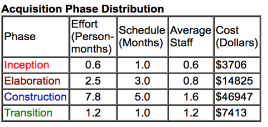 Acquisition Phase Distribution
Phase Effort (Person-months) Schedule (Months) Average Staff Cost (Dollars)
Inception 0.6 1.0 0.6 $3706
Elaboration 2.5 3.0 0.8 $14825
Construction 7.8 5.0 1.6 $46947
Transition 1.2 1.0 1.2 $7413